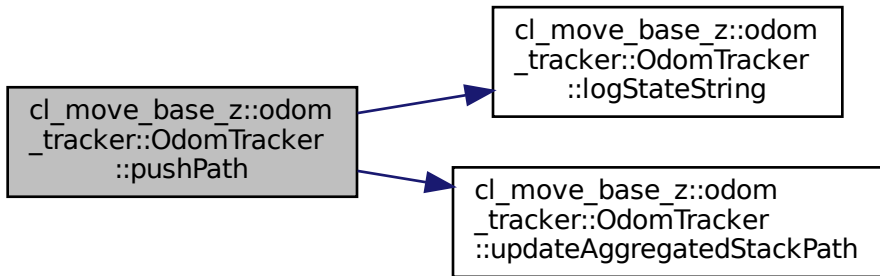 cl_move_base_z::odom
_tracker::OdomTracker
::pushPath
cl_move_base_z::odom
_tracker::OdomTracker
::logStateString
cl_move_base_z::odom
_tracker::OdomTracker
::updateAggregatedStackPath